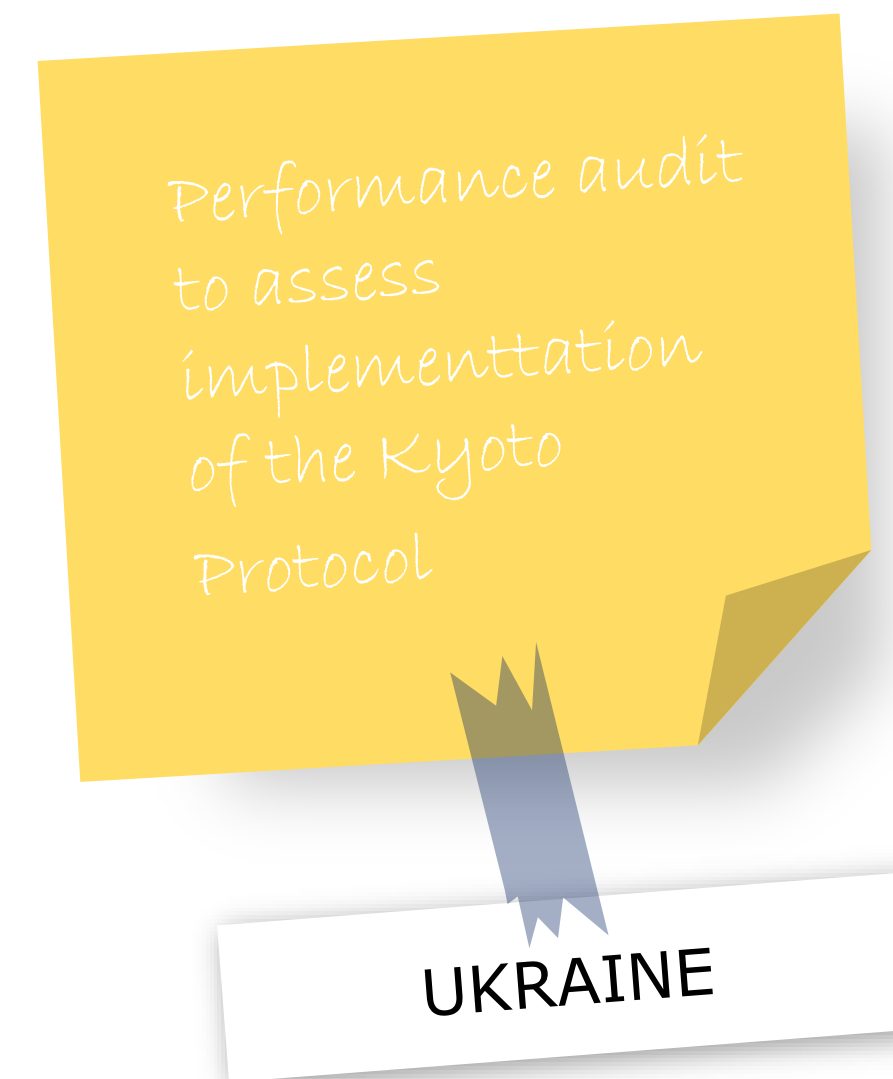 Performance audit
to assess
implementtation
of the Kyoto
Protocol
UKRAINE